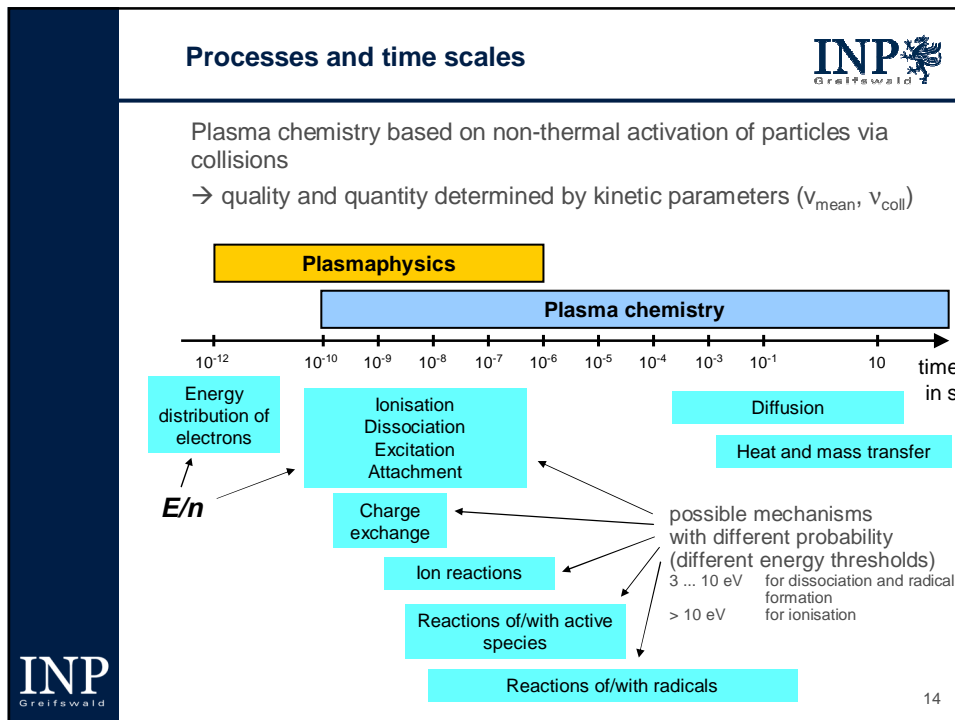 Processes and time scales
INP
Greifswald
Plasma chemistry based on non-thermal activation of particles via
collisions
→ quality and quantity determined by kinetic parameters (v_mean, ν_coll)
Plasmaphysics
Plasma chemistry
10^-12 10^-10 10^-9 10^-8 10^-7 10^-6 10^-5 10^-4 10^-3 10^-1 10 time
in s
Energy
distribution of
electrons
Ionisation
Dissociation
Excitation
Attachment
Diffusion
Heat and mass transfer
E/n
Charge
exchange
possible mechanisms
with different probability
(different energy thresholds)
3 ... 10 eV for dissociation and radical
formation
> 10 eV for ionisation
Ion reactions
Reactions of/with active
species
Reactions of/with radicals
INP
Greifswald
14